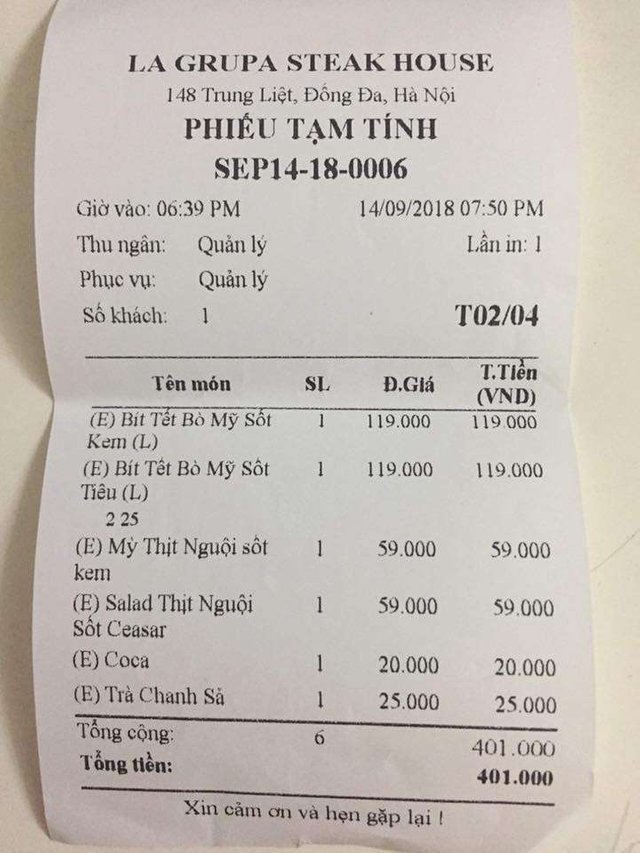 LA GRUPA STEAK HOUSE
148 Trung Liệt, Đống Đa, Hà Nội
PHIẾU TẠM TÍNH
SEP14-18-0006
Giờ vào: 06:39 PM 14/09/2018 07:50 PM
Thu ngân: Quản lý Lần in: 1
Phục vụ: Quản lý
Số khách: 1 T02/04
Tên món SL Đ.Giá T.Tiền (VND)
(E) Bít Tết Bò Mỹ Sốt 1 119.000 119.000
Kem (L)
(E) Bít Tết Bò Mỹ Sốt 1 119.000 119.000
Tiêu (L)
2 25
(E) Mỳ Thịt Nguội sốt 1 59.000 59.000
kem
(E) Salad Thịt Nguội 1 59.000 59.000
Sốt Ceasar
(E) Coca 1 20.000 20.000
(E) Trà Chanh Sả 1 25.000 25.000
Tổng cộng: 6 401.000
Tổng tiền: 401.000
Xin cảm ơn và hẹn gặp lại !